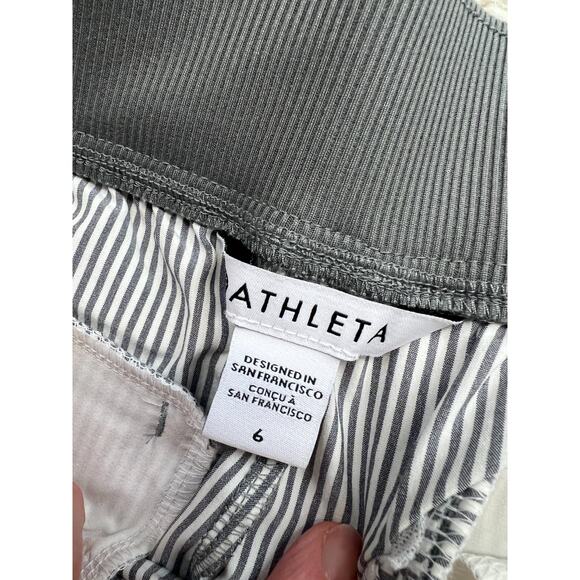 ATHLETA
DESIGNED IN
SAN FRANCISCO
CONÇU À
SAN FRANCISCO
6